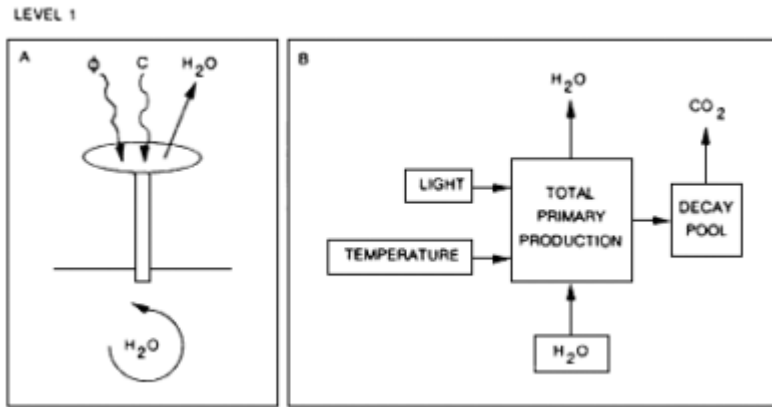 LEVEL 1
A
ϕ C H₂O
H₂O
B
H₂O
CO₂
LIGHT
TOTAL
PRIMARY
PRODUCTION
DECAY
POOL
TEMPERATURE
H₂O